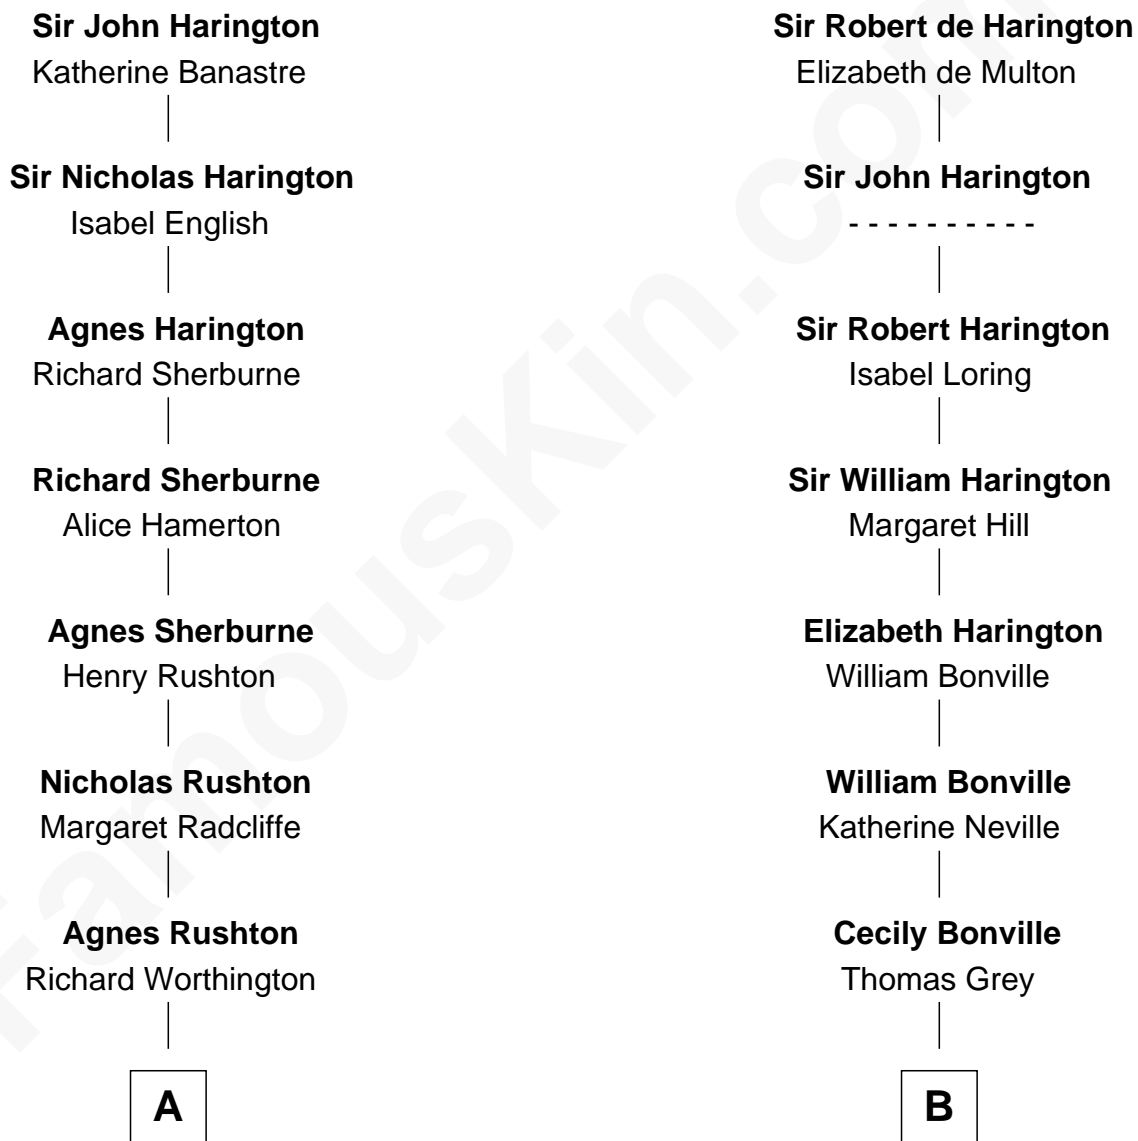 Sir John Harington
Katherine Banastre
Sir Nicholas Harington
Isabel English
Agnes Harington
Richard Sherburne
Richard Sherburne
Alice Hamerton
Agnes Sherburne
Henry Rushton
Nicholas Rushton
Margaret Radcliffe
Agnes Rushton
Richard Worthington
A
Sir Robert de Harington
Elizabeth de Multon
Sir John Harington
- - - - - - - - - -
Sir Robert Harington
Isabel Loring
Sir William Harington
Margaret Hill
Elizabeth Harington
William Bonville
William Bonville
Katherine Neville
Cecily Bonville
Thomas Grey
B
FamousKin.com